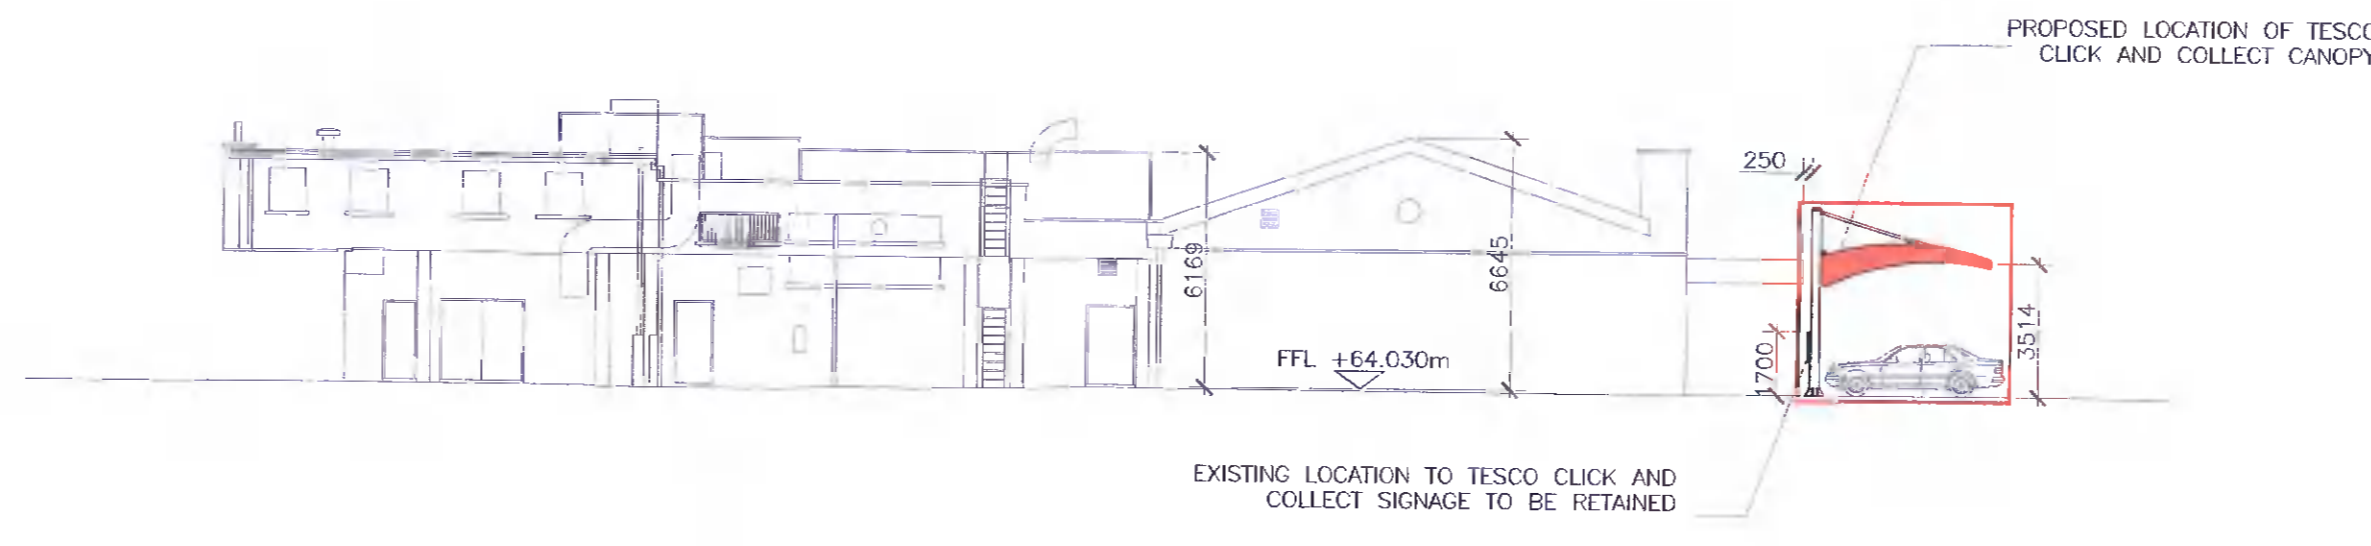 PROPOSED LOCATION OF TESCO
CLICK AND COLLECT CANOPY
250
6169
6645
3514
1700
FFL +64.030m
EXISTING LOCATION TO TESCO CLICK AND
COLLECT SIGNAGE TO BE RETAINED